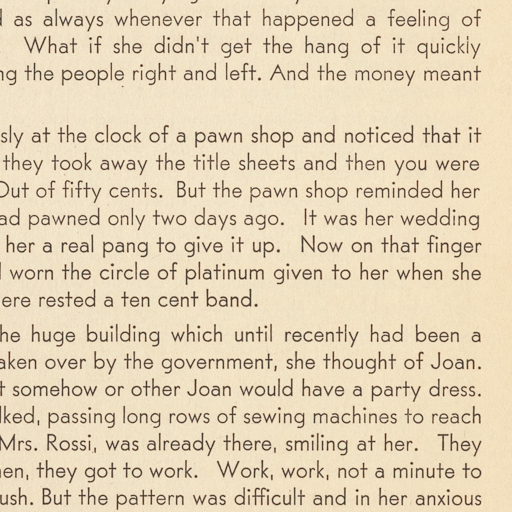 as always whenever that happened a feeling of
What if she didn't get the hang of it quickly
the people right and left. And the money meant
at the clock of a pawn shop and noticed that it
they took away the title sheets and then you were
Out of fifty cents. But the pawn shop reminded her
pawned only two days ago. It was her wedding
her a real pang to give it up. Now on that finger
worn the circle of platinum given to her when she
ere rested a ten cent band.
he huge building which until recently had been a
aken over by the government, she thought of Joan.
t somehow or other Joan would have a party dress.
lked, passing long rows of sewing machines to reach
Mrs. Rossi, was already there, smiling at her. They
en, they got to work. Work, work, not a minute to
ush. But the pattern was difficult and in her anxious